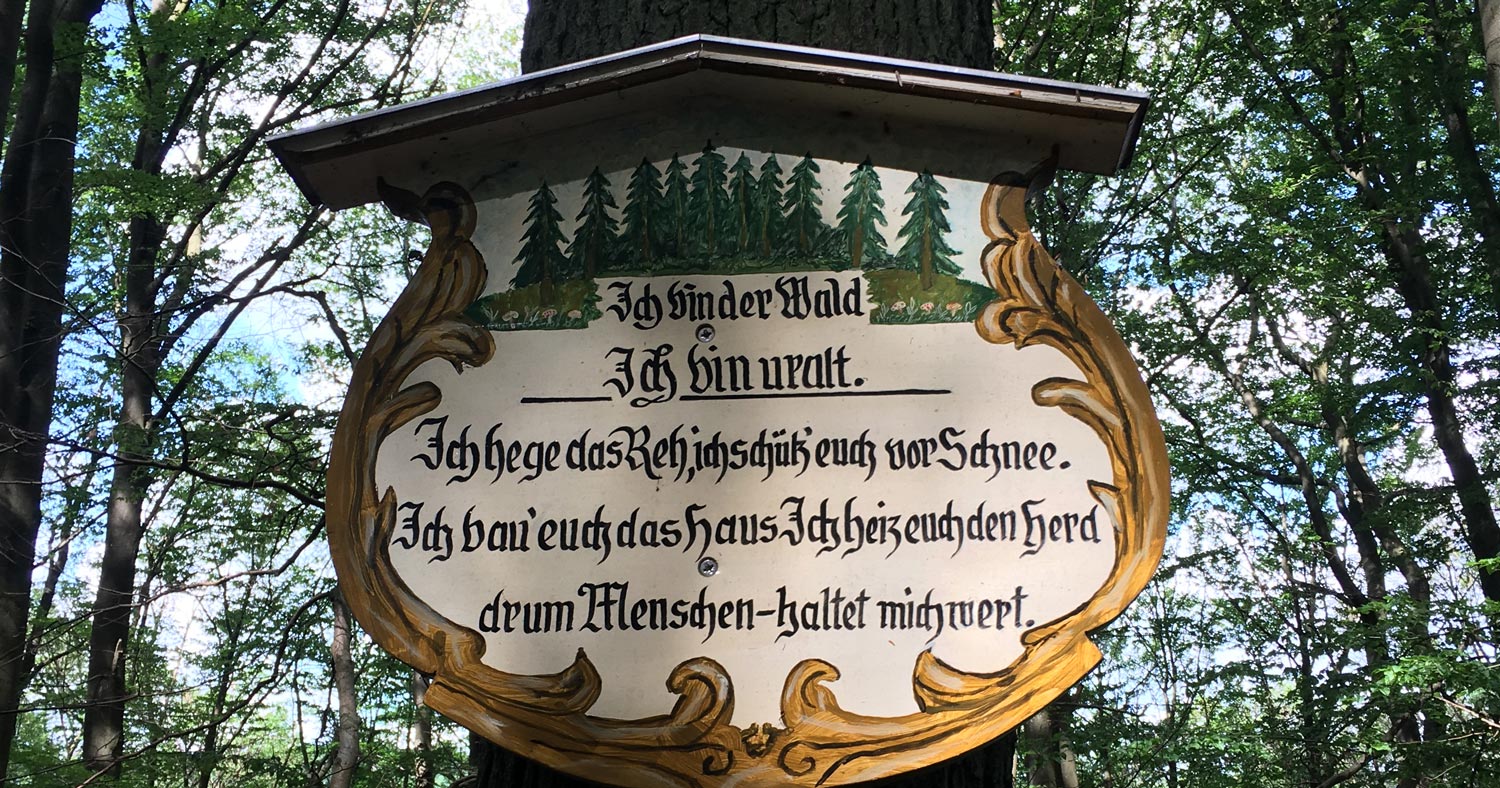 Ich bin der Wald
Ich bin uralt.
Ich hege das Reh, ich schütz' euch vor Schnee.
Ich bau' euch das Haus Ich heiz euch den Herd
drum Menschen-haltet mich wert.